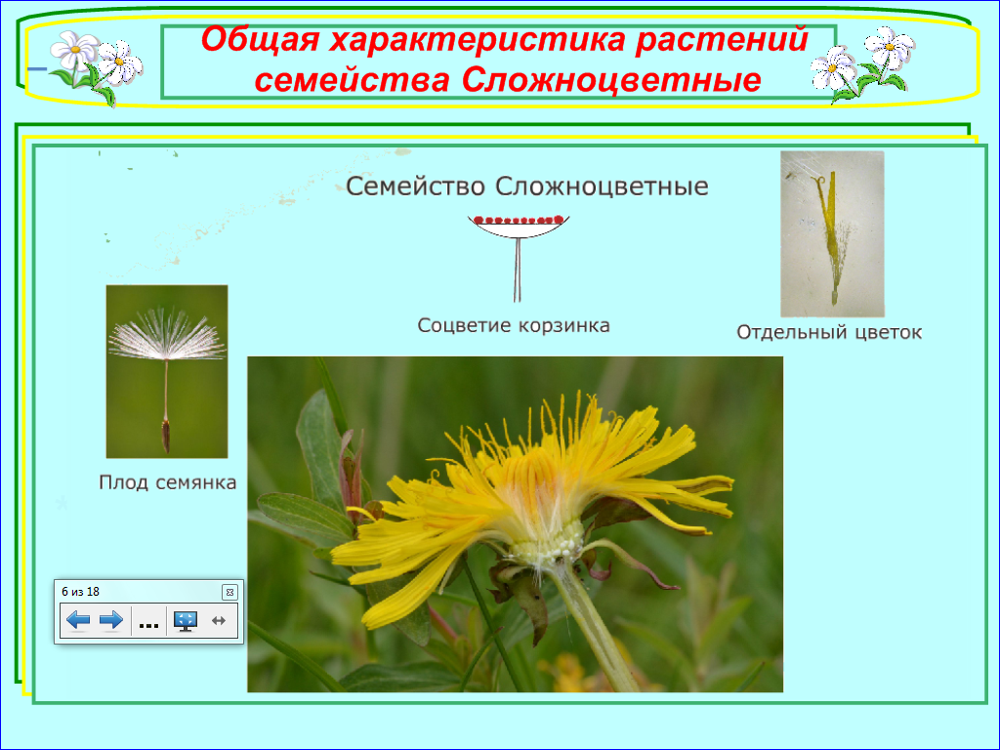 Общая характеристика растений
семейства Сложноцветные
Семейство Сложноцветные
Соцветие корзинка
Отдельный цветок
Плод семянка
6 из 18